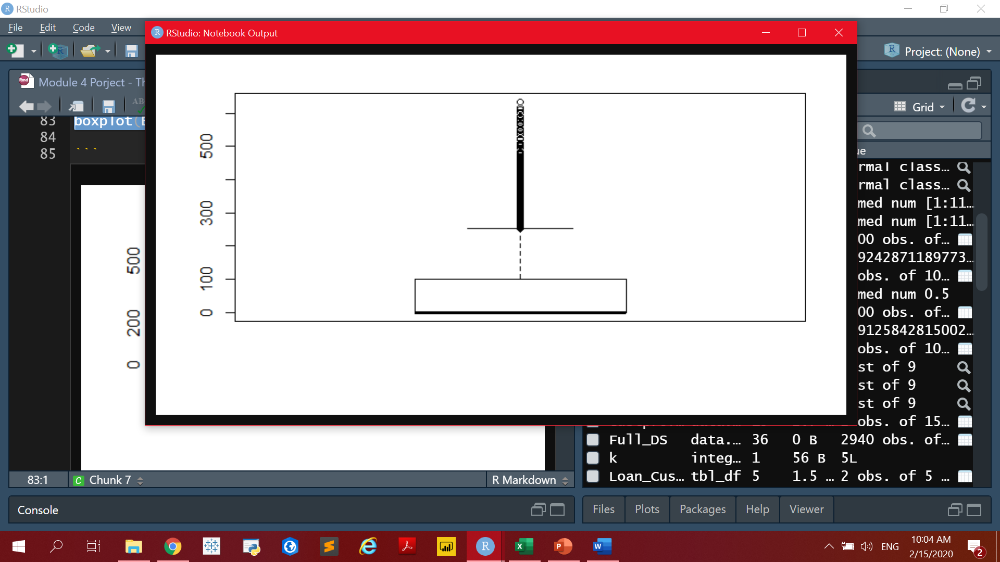 RStudio
File Edit Code View
RStudio: Notebook Output
Project: (None)
Module 4 Porject - Th
Grid
83 boxplot(
84
85 ```
500
300
100
0
500
200
0
ue
rmal class…
rmal class…
med num [1:11…
med num [1:11…
00 obs. of…
9242871189773…
obs. of 10…
med num 0.5
00 obs. of…
9125842815002…
obs. of 10…
st of 9
st of 9
st of 9
obs. of 15…
Full_DS data.… 36 0 B 2940 obs. of…
k integ… 1 56 B 5L
Loan_Cus… tbl_df 5 1.5 … 2 obs. of 5 …
83:1 C Chunk 7 R Markdown
Console
Files Plots Packages Help Viewer
ENG
10:04 AM
2/15/2020
2